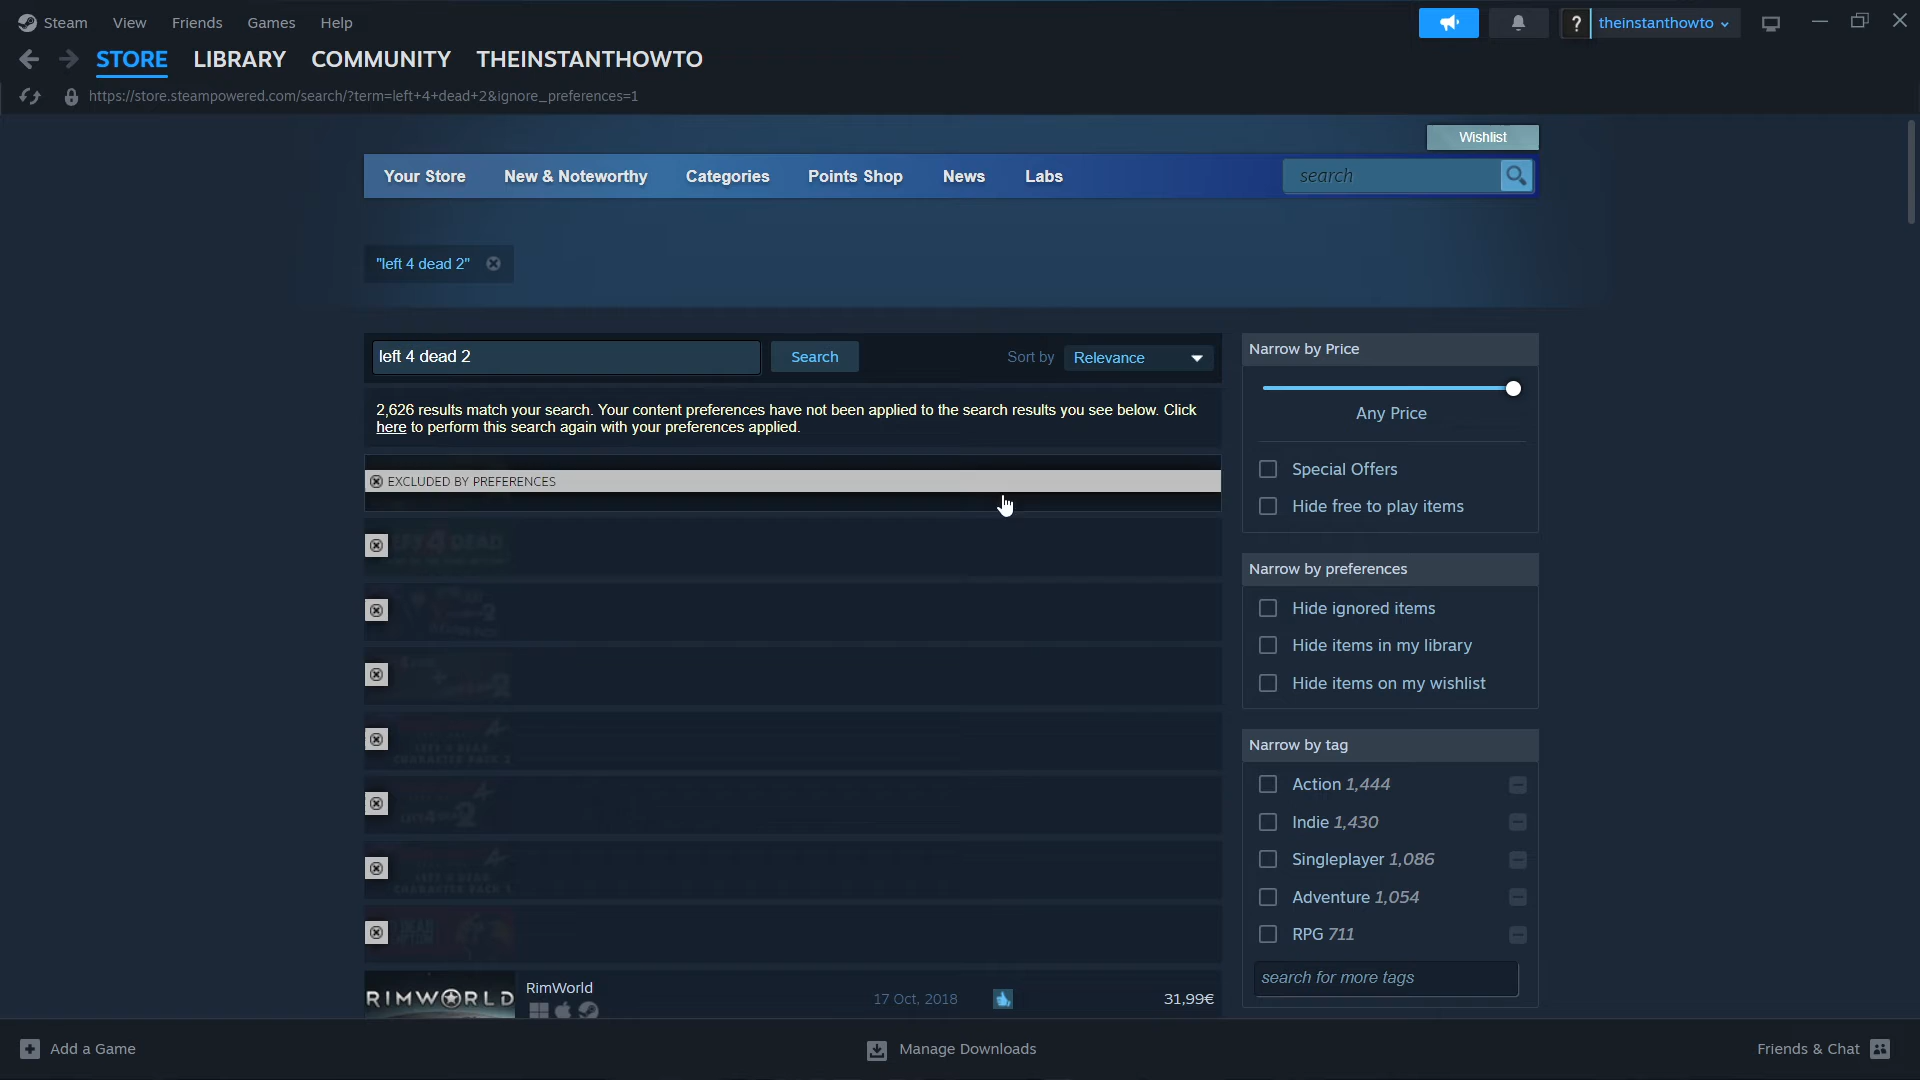 Steam View Friends Games Help
theinstanthowto
STORE LIBRARY COMMUNITY THEINSTANTHOWTO
https://store.steampowered.com/search/?term=left+4+dead+2&ignore_preferences=1
Wishlist
Your Store New & Noteworthy Categories Points Shop News Labs search
"left 4 dead 2"
left 4 dead 2 Search Sort by Relevance
2,626 results match your search. Your content preferences have not been applied to the search results you see below. Click
here to perform this search again with your preferences applied.
EXCLUDED BY PREFERENCES
RIMWORLD
RimWorld
17 Oct, 2018 31,99€
Narrow by Price
Any Price
Special Offers
Hide free to play items
Narrow by preferences
Hide ignored items
Hide items in my library
Hide items on my wishlist
Narrow by tag
Action 1,444
Indie 1,430
Singleplayer 1,086
Adventure 1,054
RPG 711
search for more tags
Add a Game Manage Downloads Friends & Chat